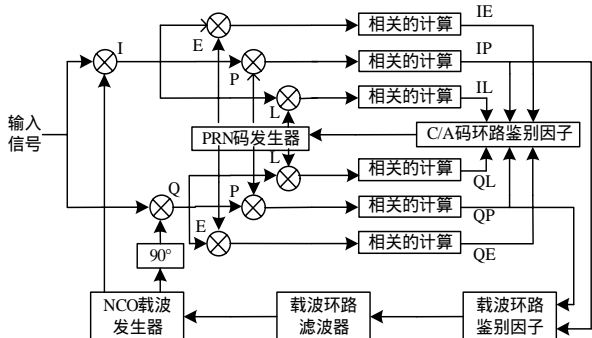 E
相关的计算
IE
I
P
相关的计算
IP
L
相关的计算
IL
输入
信号
PRN码发生器
C/A码环路鉴别因子
L
相关的计算
QL
Q
P
相关的计算
QP
E
相关的计算
QE
90°
NCO载波
发生器
载波环路
滤波器
载波环路
鉴别因子